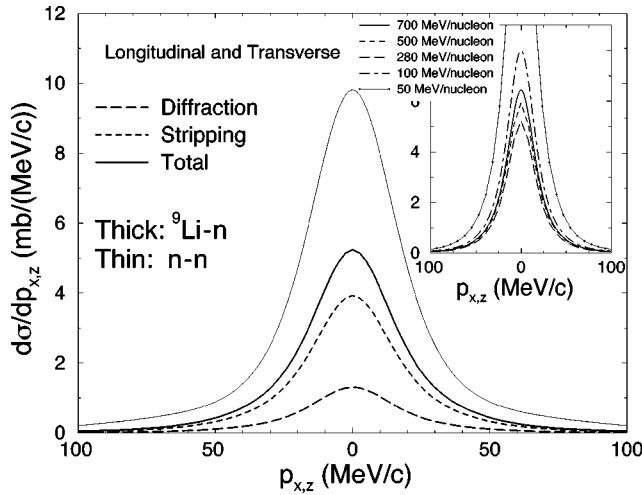 12
10
8
6
4
2
0
dσ/dp_{x,z} (mb/(MeV/c))
Longitudinal and Transverse
Diffraction
Stripping
Total
Thick: ⁹Li-n
Thin: n-n
100 50 0 50 100
p_{x,z} (MeV/c)
700 MeV/nucleon
500 MeV/nucleon
280 MeV/nucleon
100 MeV/nucleon
50 MeV/nucleon
6
4
2
0
100 0 100
p_{x,z} (MeV/c)